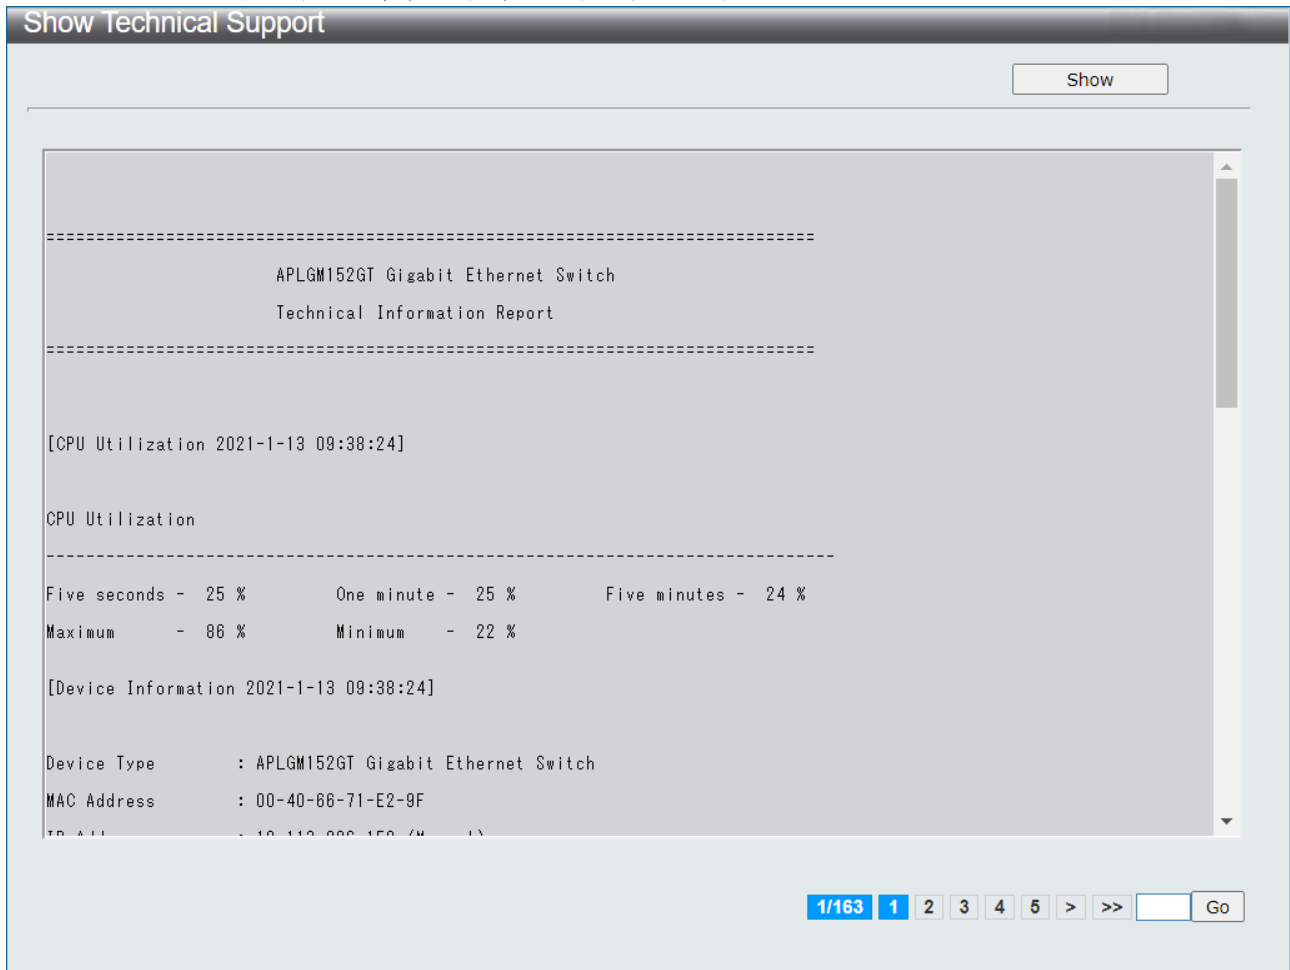 Show Technical Support
Show
============================================================================
APLGM152GT Gigabit Ethernet Switch
Technical Information Report
============================================================================
[CPU Utilization 2021-1-13 09:38:24]
CPU Utilization
-------------------------------------------------------------------------------
Five seconds -  25 %         One minute -  25 %         Five minutes -  24 %
Maximum      -  86 %         Minimum    -  22 %
[Device Information 2021-1-13 09:38:24]
Device Type        : APLGM152GT Gigabit Ethernet Switch
MAC Address        : 00-40-66-71-E2-9F
1/163 1 2 3 4 5 > >> Go